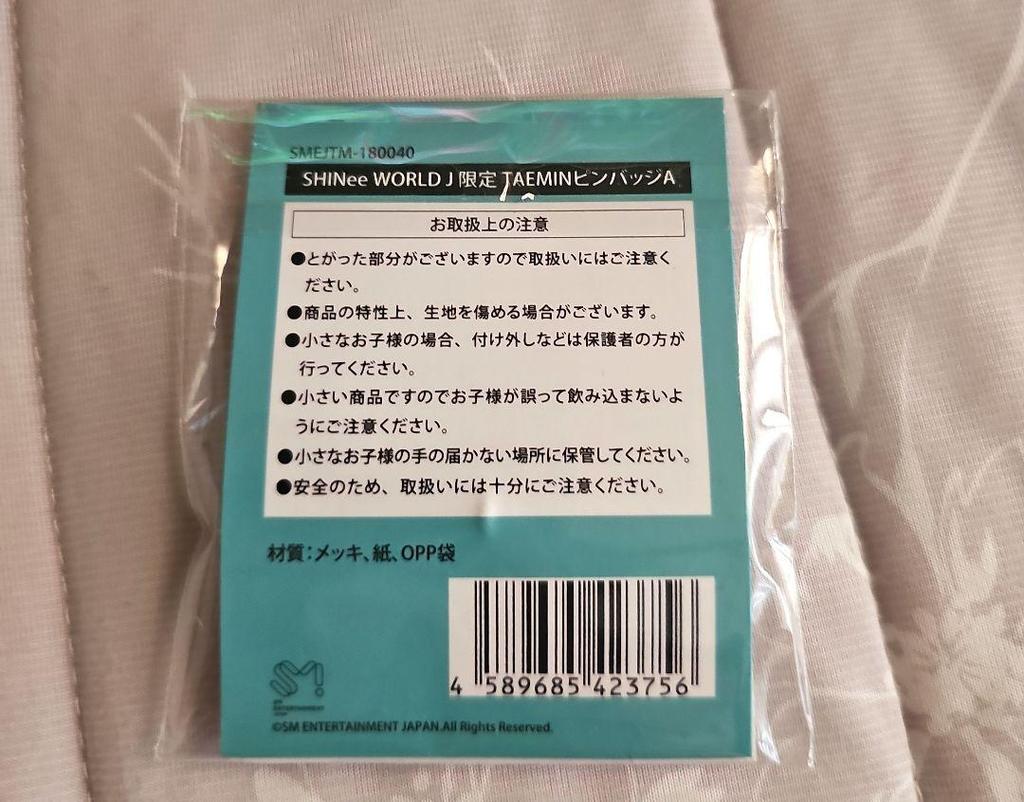 SMEJTM-180040
SHINee WORLD J 限定 TAEMINピンバッジA
お取扱上の注意
●とがった部分がございますので取扱いにはご注意く
ださい。
●商品の特性上、生地を傷める場合がございます。
●小さなお子様の場合、付け外しなどは保護者の方が
行ってください。
●小さい商品ですのでお子様が誤って飲み込まないよ
うにご注意ください。
●小さなお子様の手の届かない場所に保管してください。
●安全のため、取扱いには十分にご注意ください。
材質：メッキ、紙、OPP袋
4 589685 423756
SM
ENTERTAINMENT
©SM ENTERTAINMENT JAPAN.All Rights Reserved.